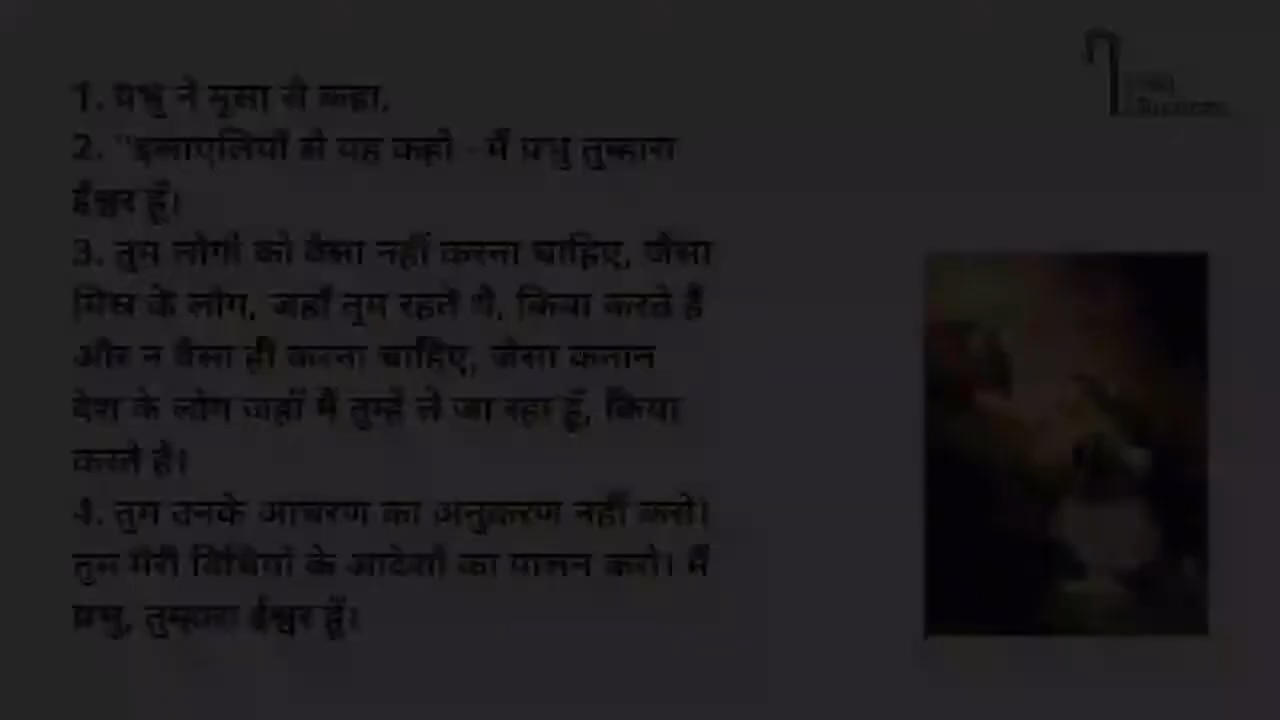 1. प्रभु ने मूसा से कहा,
2. "इस्राएलियों से यह कहो - मैं प्रभु तुम्हारा
ईश्वर हूँ।
3. तुम लोगों को वैसा नहीं करना चाहिए, जैसा
मिस्र के लोग, जहाँ तुम रहते थे, किया करते हैं
और न वैसा ही करना चाहिए, जैसा कनान
देश के लोग जहाँ मैं तुम्हें ले जा रहा हूँ, किया
करते हैं।
4. तुम उनके आचरण का अनुकरण नहीं करो।
तुम मेरी विधियों के आदेशों का पालन करो। मैं
प्रभु, तुम्हारा ईश्वर हूँ।